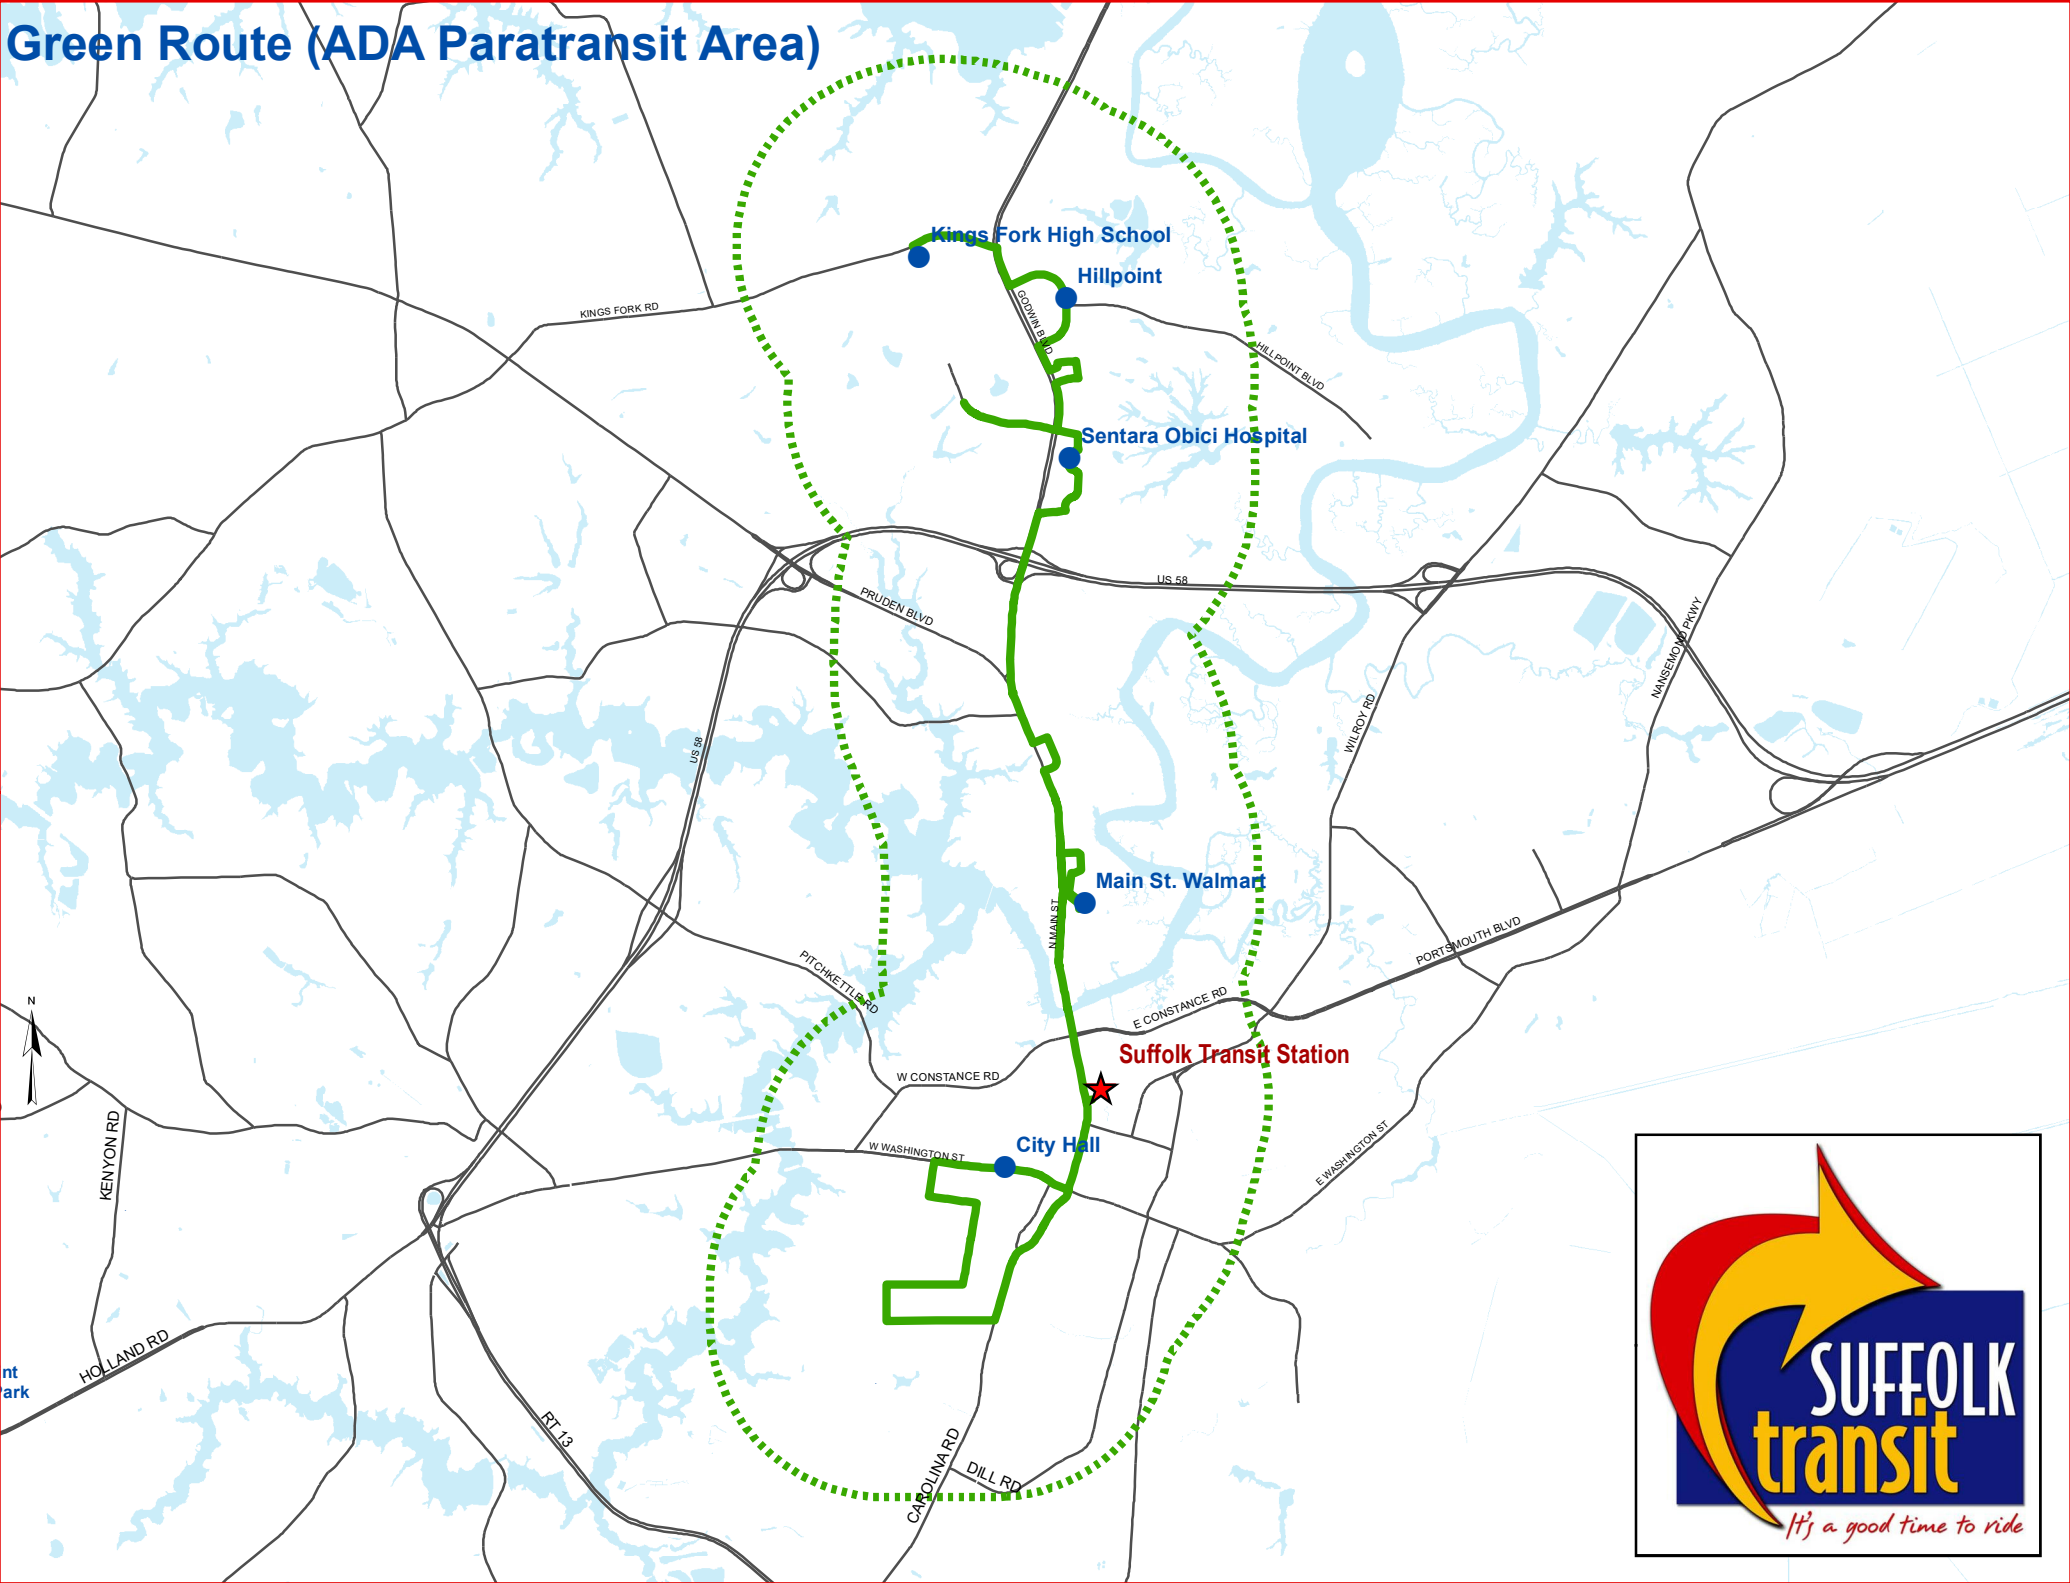 Green Route (ADA Paratransit Area)
Kings Fork High School
Hillpoint
KINGS FORK RD
GODWIN BLVD
HILLPOINT BLVD
Sentara Obici Hospital
US 58
PRUDEN BLVD
NANSEMOND PKWY
WILROY RD
US 58
Main St. Walmart
N MAIN ST
PORTSMOUTH BLVD
PITCHKETTLE RD
N
E CONSTANCE RD
Suffolk Transit Station
W CONSTANCE RD
KENYON RD
City Hall
W WASHINGTON ST
E WASHINGTON ST
HOLLAND RD
nt
ark
RT 13
CAROLINA RD
DILL RD
SUFFOLK
transit
It's a good time to ride